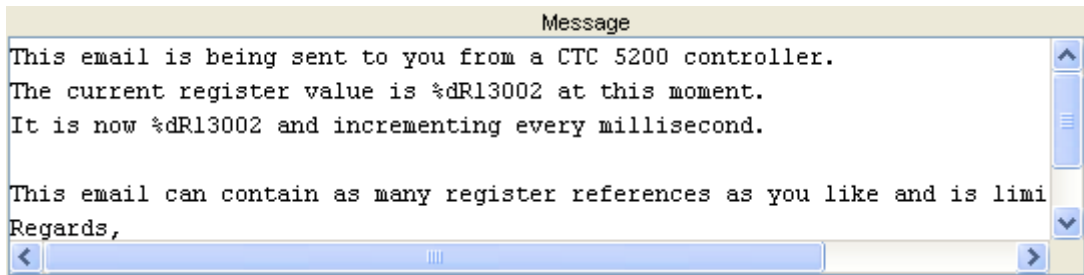 Message
This email is being sent to you from a CTC 5200 controller.
The current register value is %dR13002 at this moment.
It is now %dR13002 and incrementing every millisecond.
This email can contain as many register references as you like and is limi
Regards,